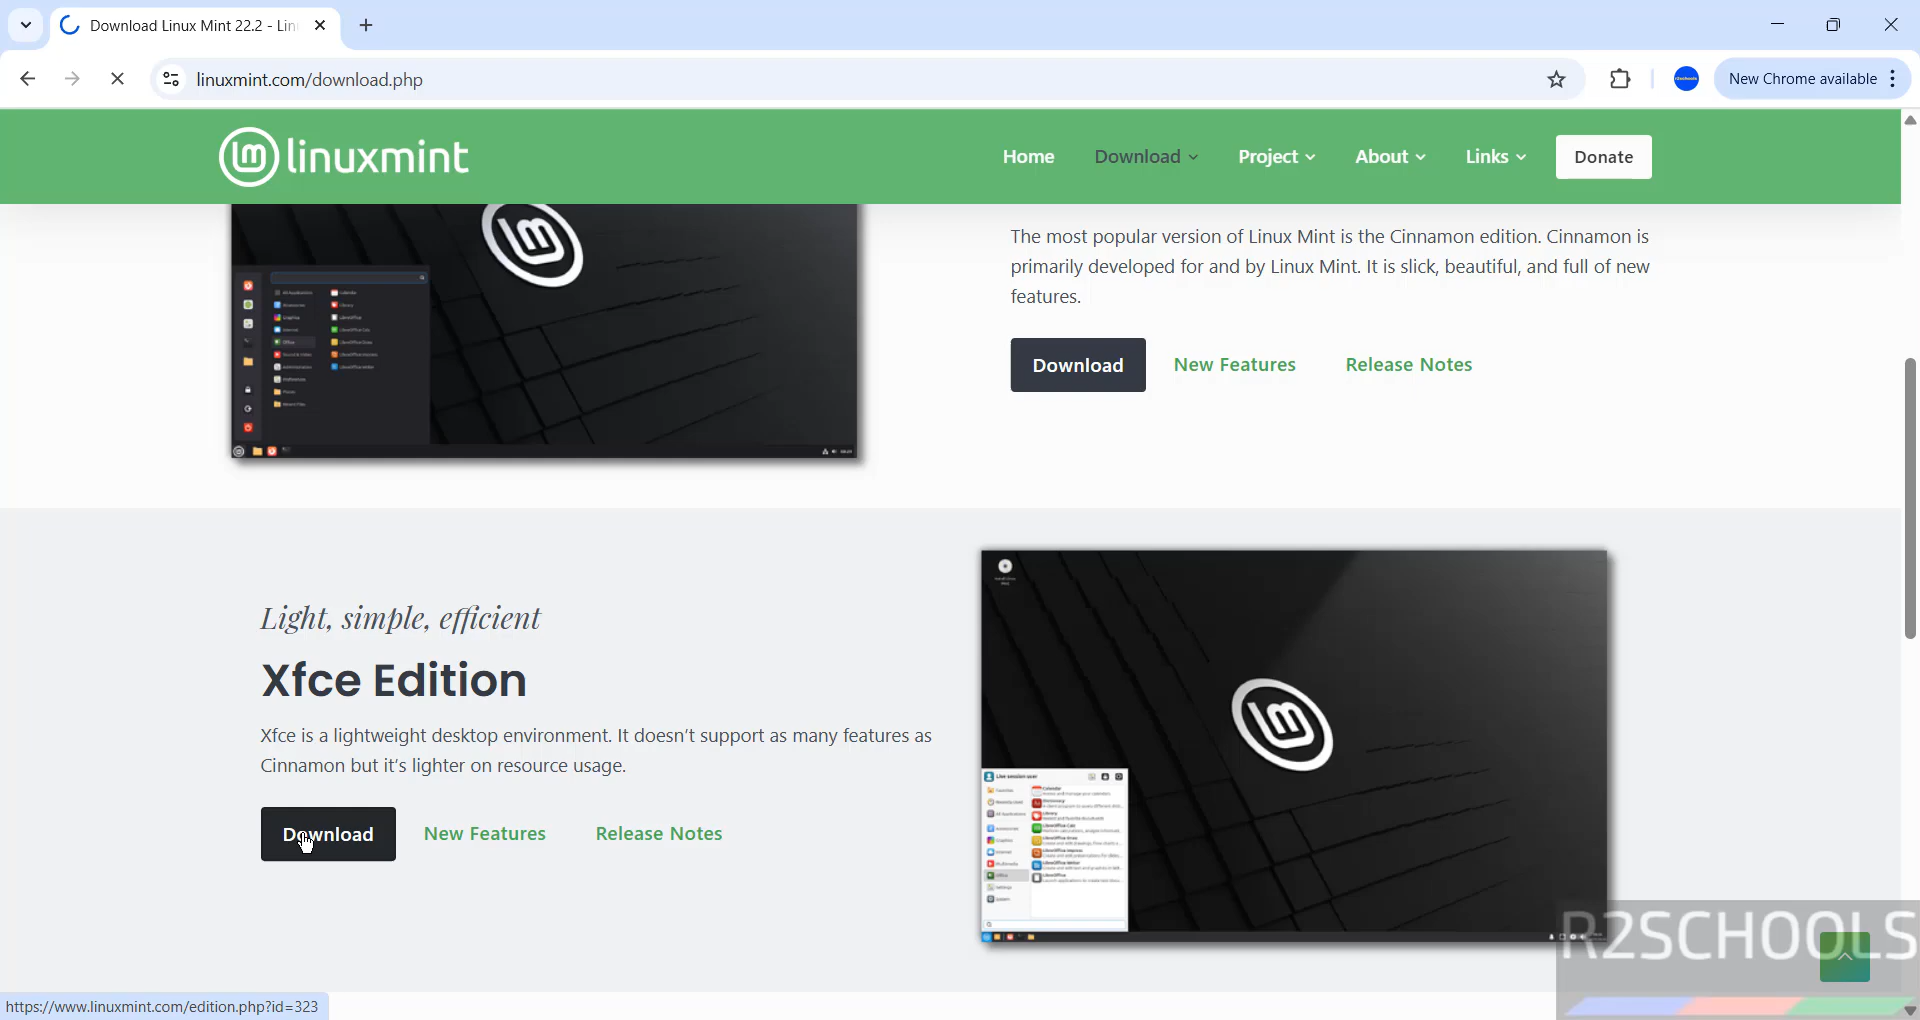 Download Linux Mint 22.2 - Lin
linuxmint.com/download.php
New Chrome available
linuxmint
Home
Download
Project
About
Links
Donate
The most popular version of Linux Mint is the Cinnamon edition. Cinnamon is
primarily developed for and by Linux Mint. It is slick, beautiful, and full of new
features.
Download
New Features
Release Notes
Light, simple, efficient
Xfce Edition
Xfce is a lightweight desktop environment. It doesn't support as many features as
Cinnamon but it's lighter on resource usage.
Download
New Features
Release Notes
R2SCHOOLS
https://www.linuxmint.com/edition.php?id=323